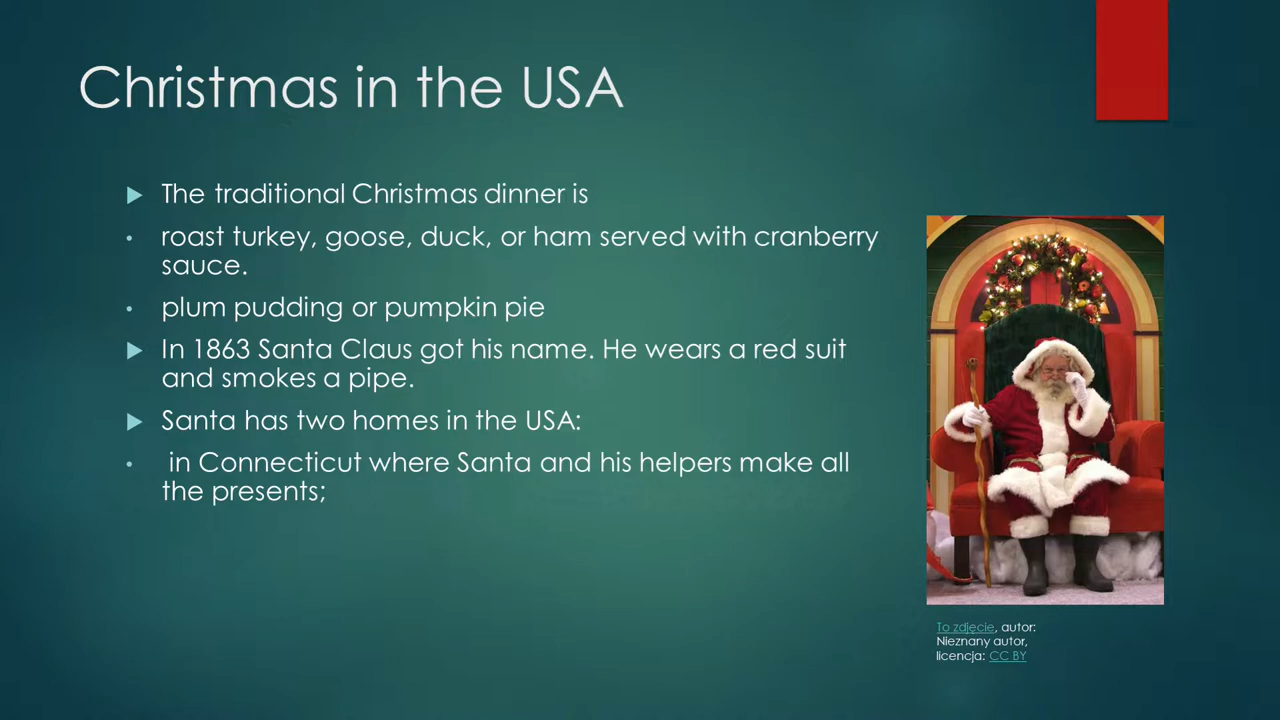 Christmas in the USA
The traditional Christmas dinner is
roast turkey, goose, duck, or ham served with cranberry
sauce.
plum pudding or pumpkin pie
In 1863 Santa Claus got his name. He wears a red suit
and smokes a pipe.
Santa has two homes in the USA:
in Connecticut where Santa and his helpers make all
the presents;
To zdjęcie, autor:
Nieznany autor,
licencja: CC BY